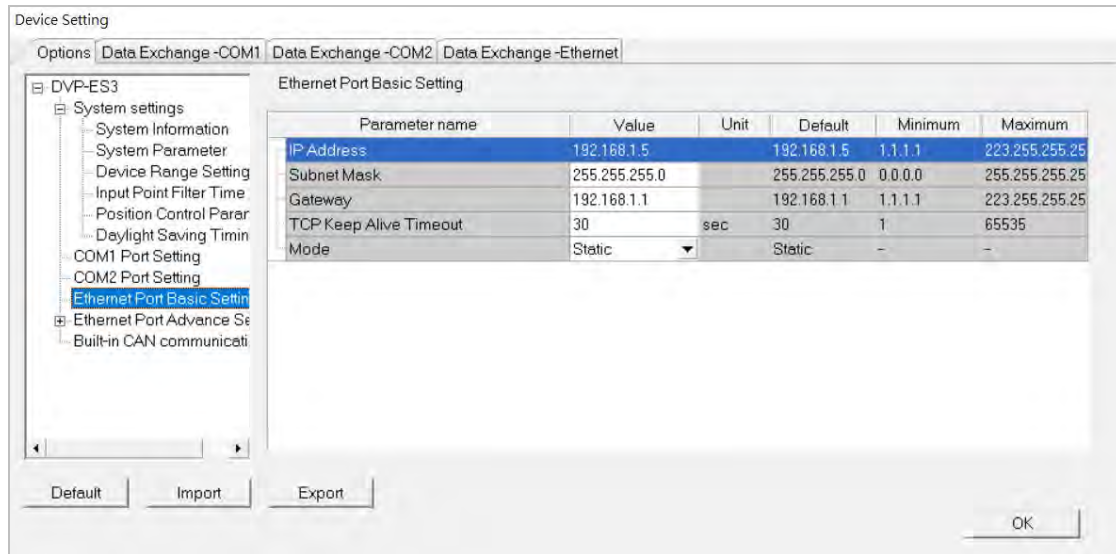 Device Setting
Options Data Exchange -COM1 Data Exchange -COM2 Data Exchange -Ethernet
DVP-ES3
System settings
System Information
System Parameter
Device Range Setting
Input Point Filter Time
Position Control Parar
Daylight Saving Timin
COM1 Port Setting
COM2 Port Setting
Ethernet Port Basic Settin
Ethernet Port Advance Se
Built-in CAN communicati
Ethernet Port Basic Setting
Parameter name Value Unit Default Minimum Maximum
IP Address 192.168.1.5 192.168.1.5 1.1.1.1 223.255.255.25
Subnet Mask 255.255.255.0 255.255.255.0 0.0.0.0 255.255.255.25
Gateway 192.168.1.1 192.168.1.1 1.1.1.1 223.255.255.25
TCP Keep Alive Timeout 30 sec 30 1 65535
Mode Static Static - -
Default Import Export
OK